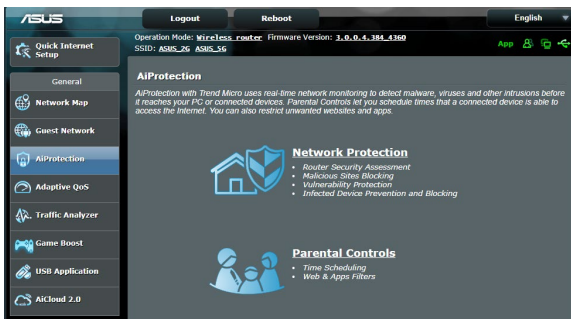 ASUS
Logout
Reboot
English
Quick Internet
Setup
Operation Mode: Wireless router Firmware Version: 3.0.0.4.384_4360
SSID: ASUS_2G ASUS_5G
App
General
Network Map
Guest Network
AiProtection
Adaptive QoS
Traffic Analyzer
Game Boost
USB Application
AiCloud 2.0
AiProtection
AiProtection with Trend Micro uses real-time network monitoring to detect malware, viruses and other intrusions before
it reaches your PC or connected devices. Parental Controls let you schedule times that a connected device is able to
access the Internet. You can also restrict unwanted websites and apps.
Network Protection
• Router Security Assessment
• Malicious Sites Blocking
• Vulnerability Protection
• Infected Device Prevention and Blocking
Parental Controls
• Time Scheduling
• Web & Apps Filters